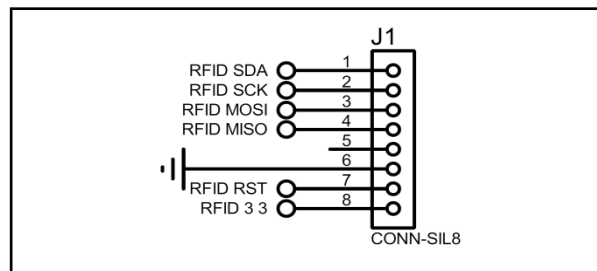 J1
RFID SDA 1
RFID SCK 2
RFID MOSI 3
RFID MISO 4
5
6
RFID RST 7
RFID 3 3 8
CONN-SIL8